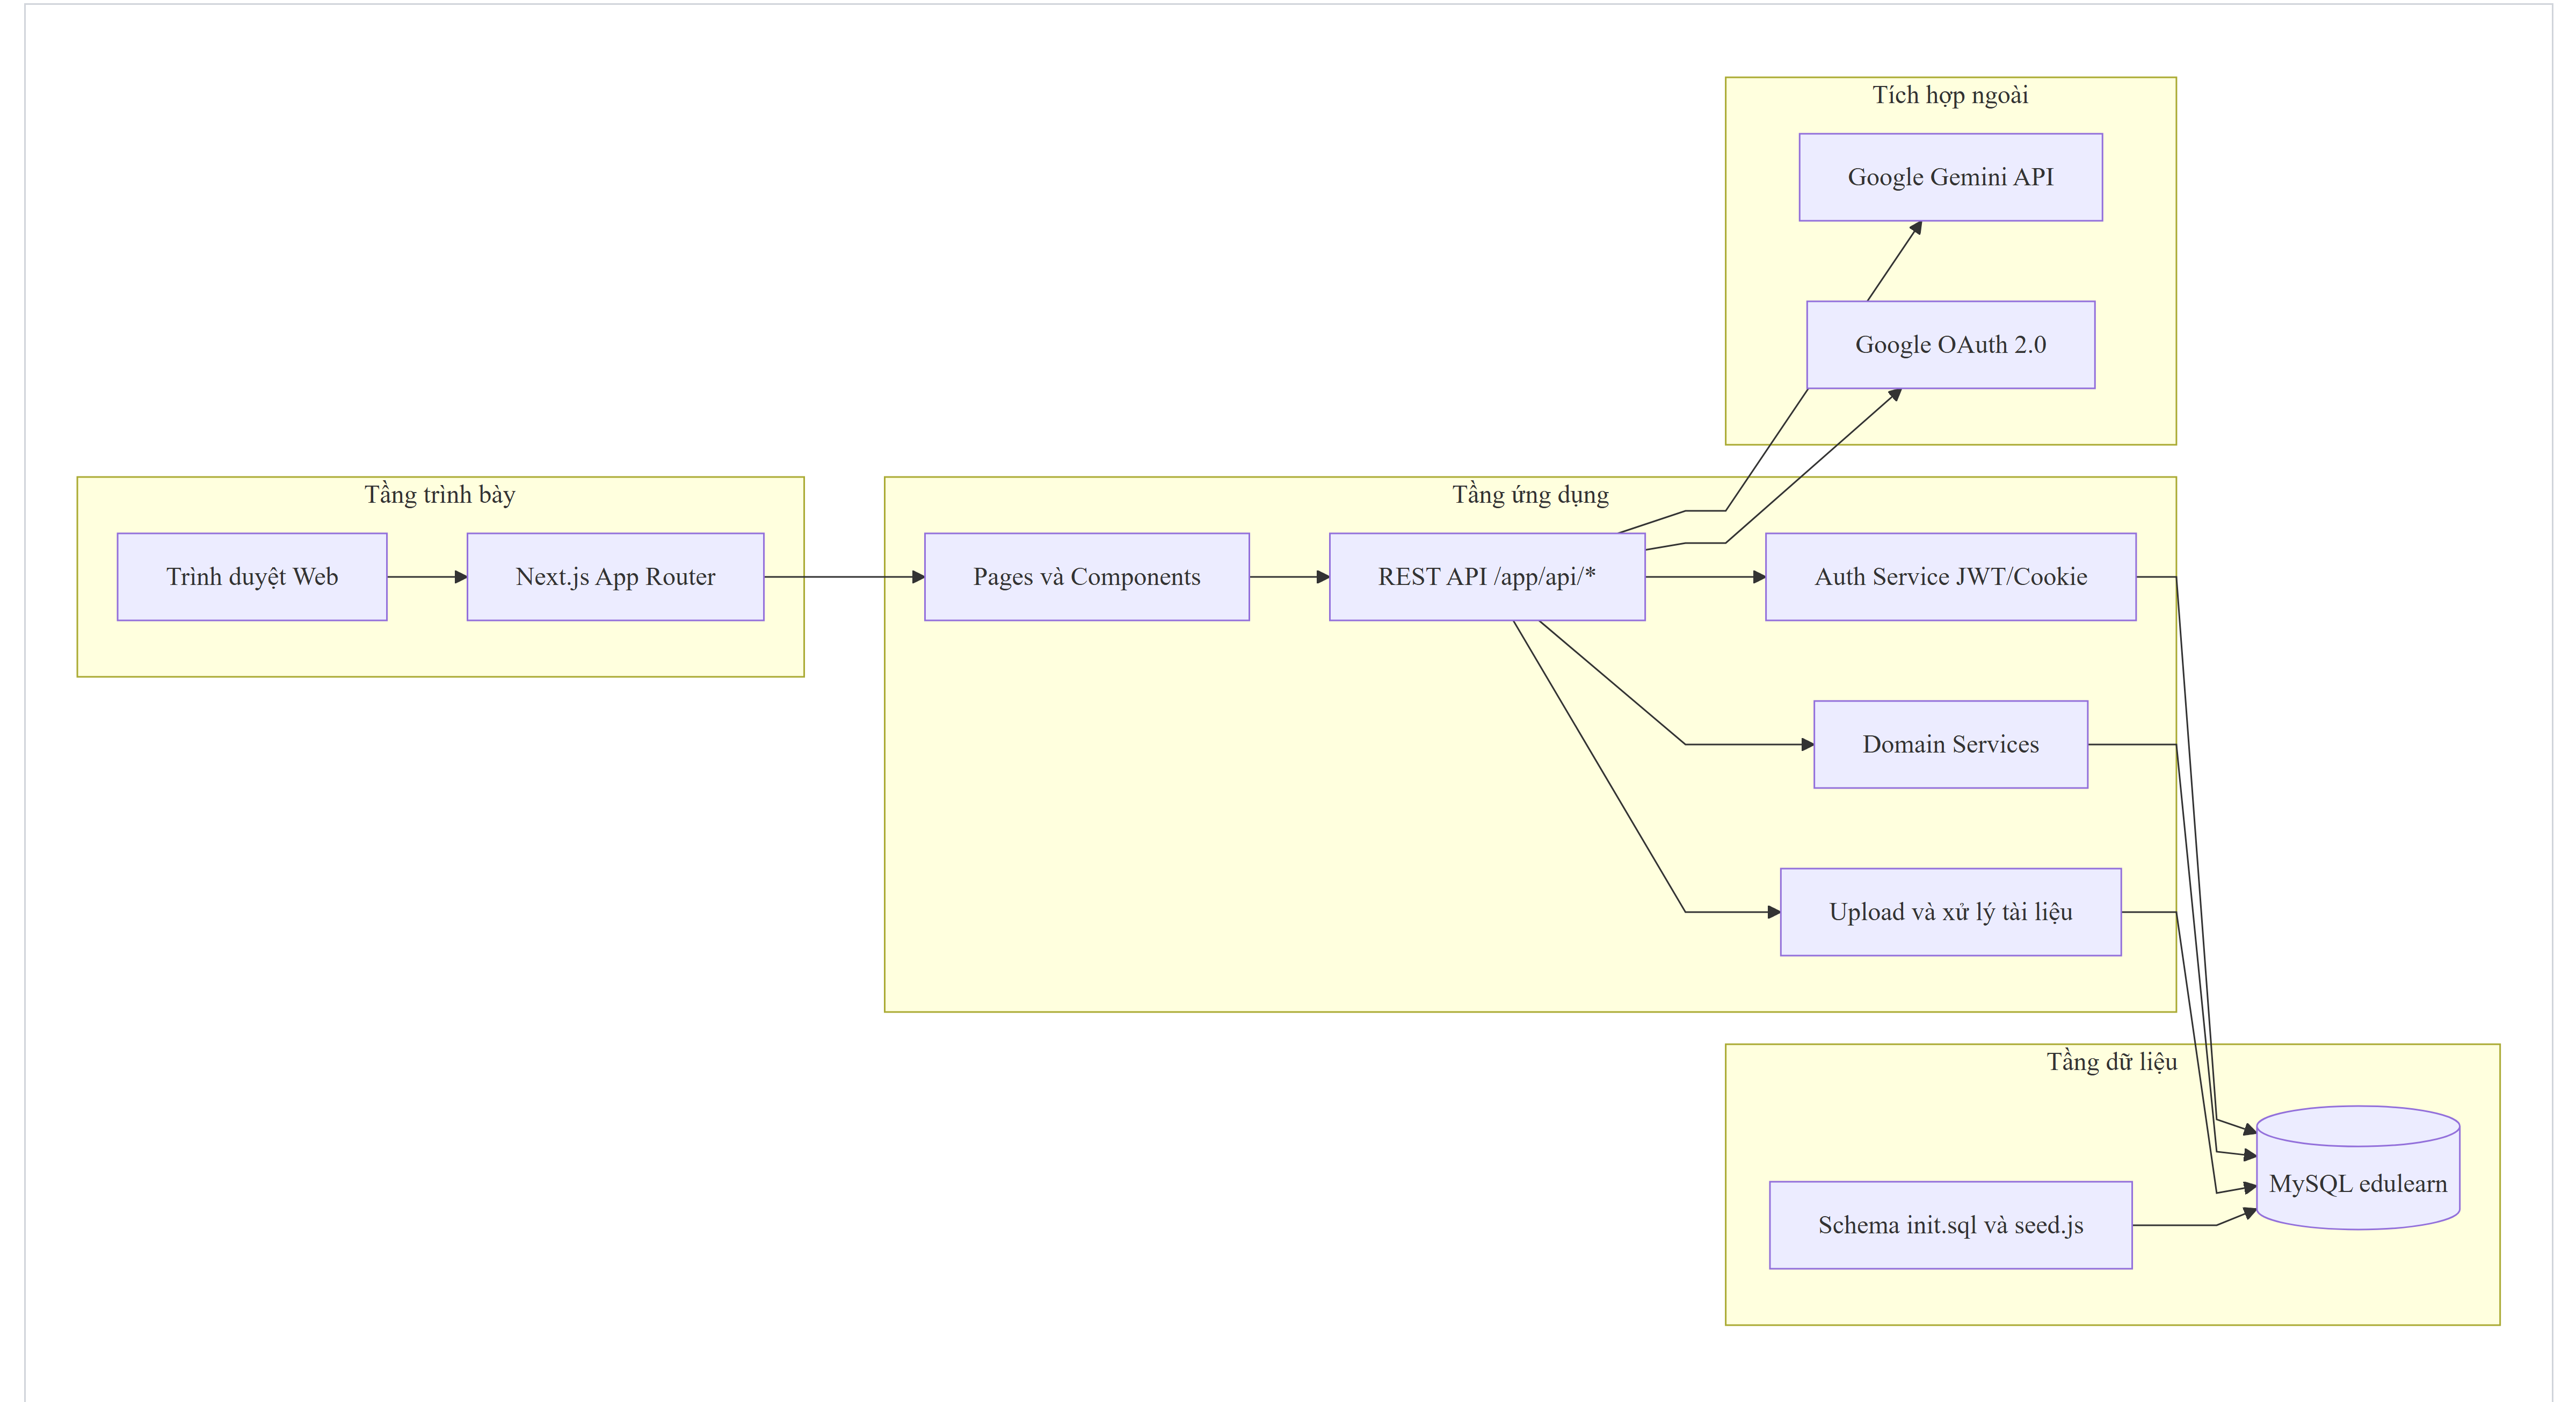 Tích hợp ngoài
Google Gemini API
Google OAuth 2.0
Tầng trình bày
Trình duyệt Web
Next.js App Router
Tầng ứng dụng
Pages và Components
REST API /app/api/*
Auth Service JWT/Cookie
Domain Services
Upload và xử lý tài liệu
Tầng dữ liệu
MySQL edulearn
Schema init.sql và seed.js